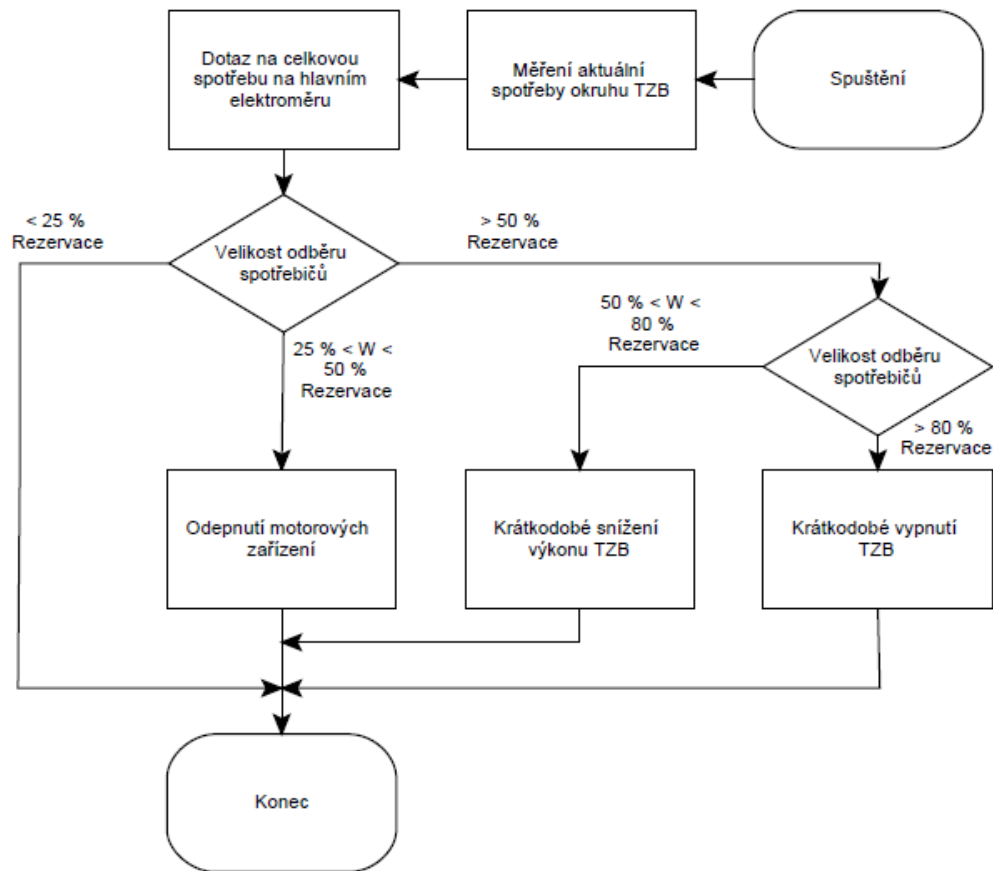 Dotaz na celkovou
spotřebu na hlavním
elektroměru
Měření aktuální
spotřeby okruhu TZB
Spuštění
< 25 %
Rezervace
Velikost odběru
spotřebičů
> 50 %
Rezervace
25 % < W <
50 %
Rezervace
50 % < W <
80 %
Rezervace
Velikost odběru
spotřebičů
> 80 %
Rezervace
Odepnutí motorových
zařízení
Krátkodobé snížení
výkonu TZB
Krátkodobé vypnutí
TZB
Konec